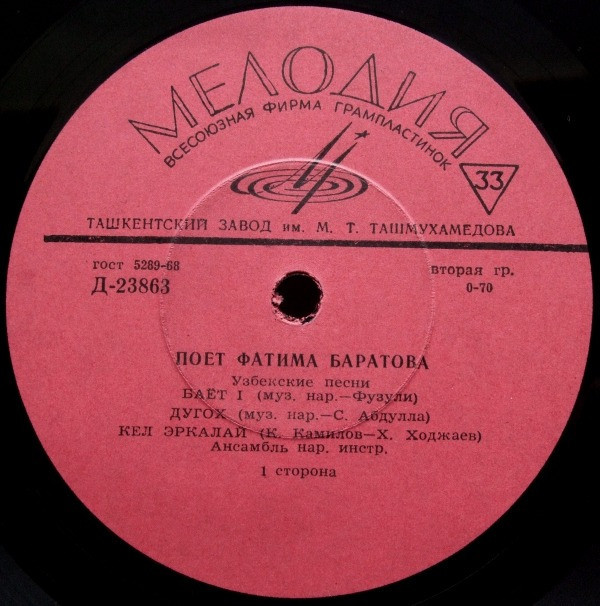 МЕЛОДИЯ
ВСЕСОЮЗНАЯ ФИРМА ГРАМПЛАСТИНОК
33
ТАШКЕНТСКИЙ ЗАВОД им. М. Т. ТАШМУХАМЕДОВА
гост 5289-68
вторая гр.
Д-23863
0-70
ПОЕТ ФАТИМА БАРАТОВА
Узбекские песни
БАЁТ I (муз. нар.—Фузули)
ДУГОХ (муз. нар.—С. Абдулла)
КЕЛ ЭРКАЛАЙ (К. Камилов—Х. Ходжаев)
Ансамбль нар. инстр.
1 сторона